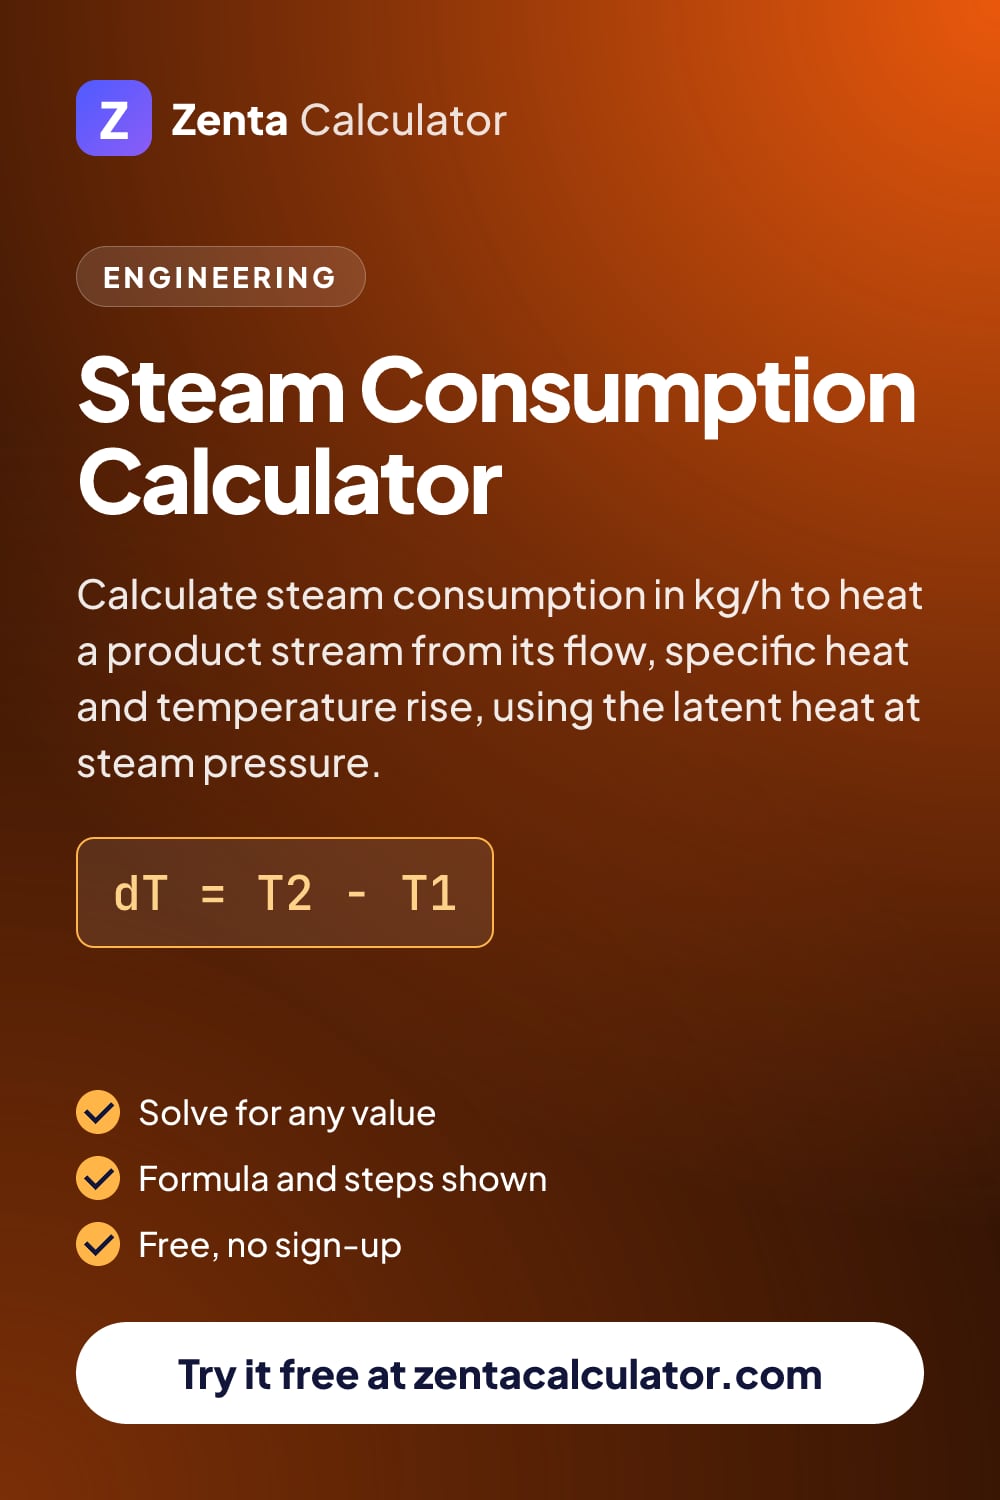 Z Zenta Calculator
ENGINEERING
Steam Consumption
Calculator
Calculate steam consumption in kg/h to heat
a product stream from its flow, specific heat
and temperature rise, using the latent heat at
steam pressure.
dT = T2 - T1
Solve for any value
Formula and steps shown
Free, no sign-up
Try it free at zentacalculator.com